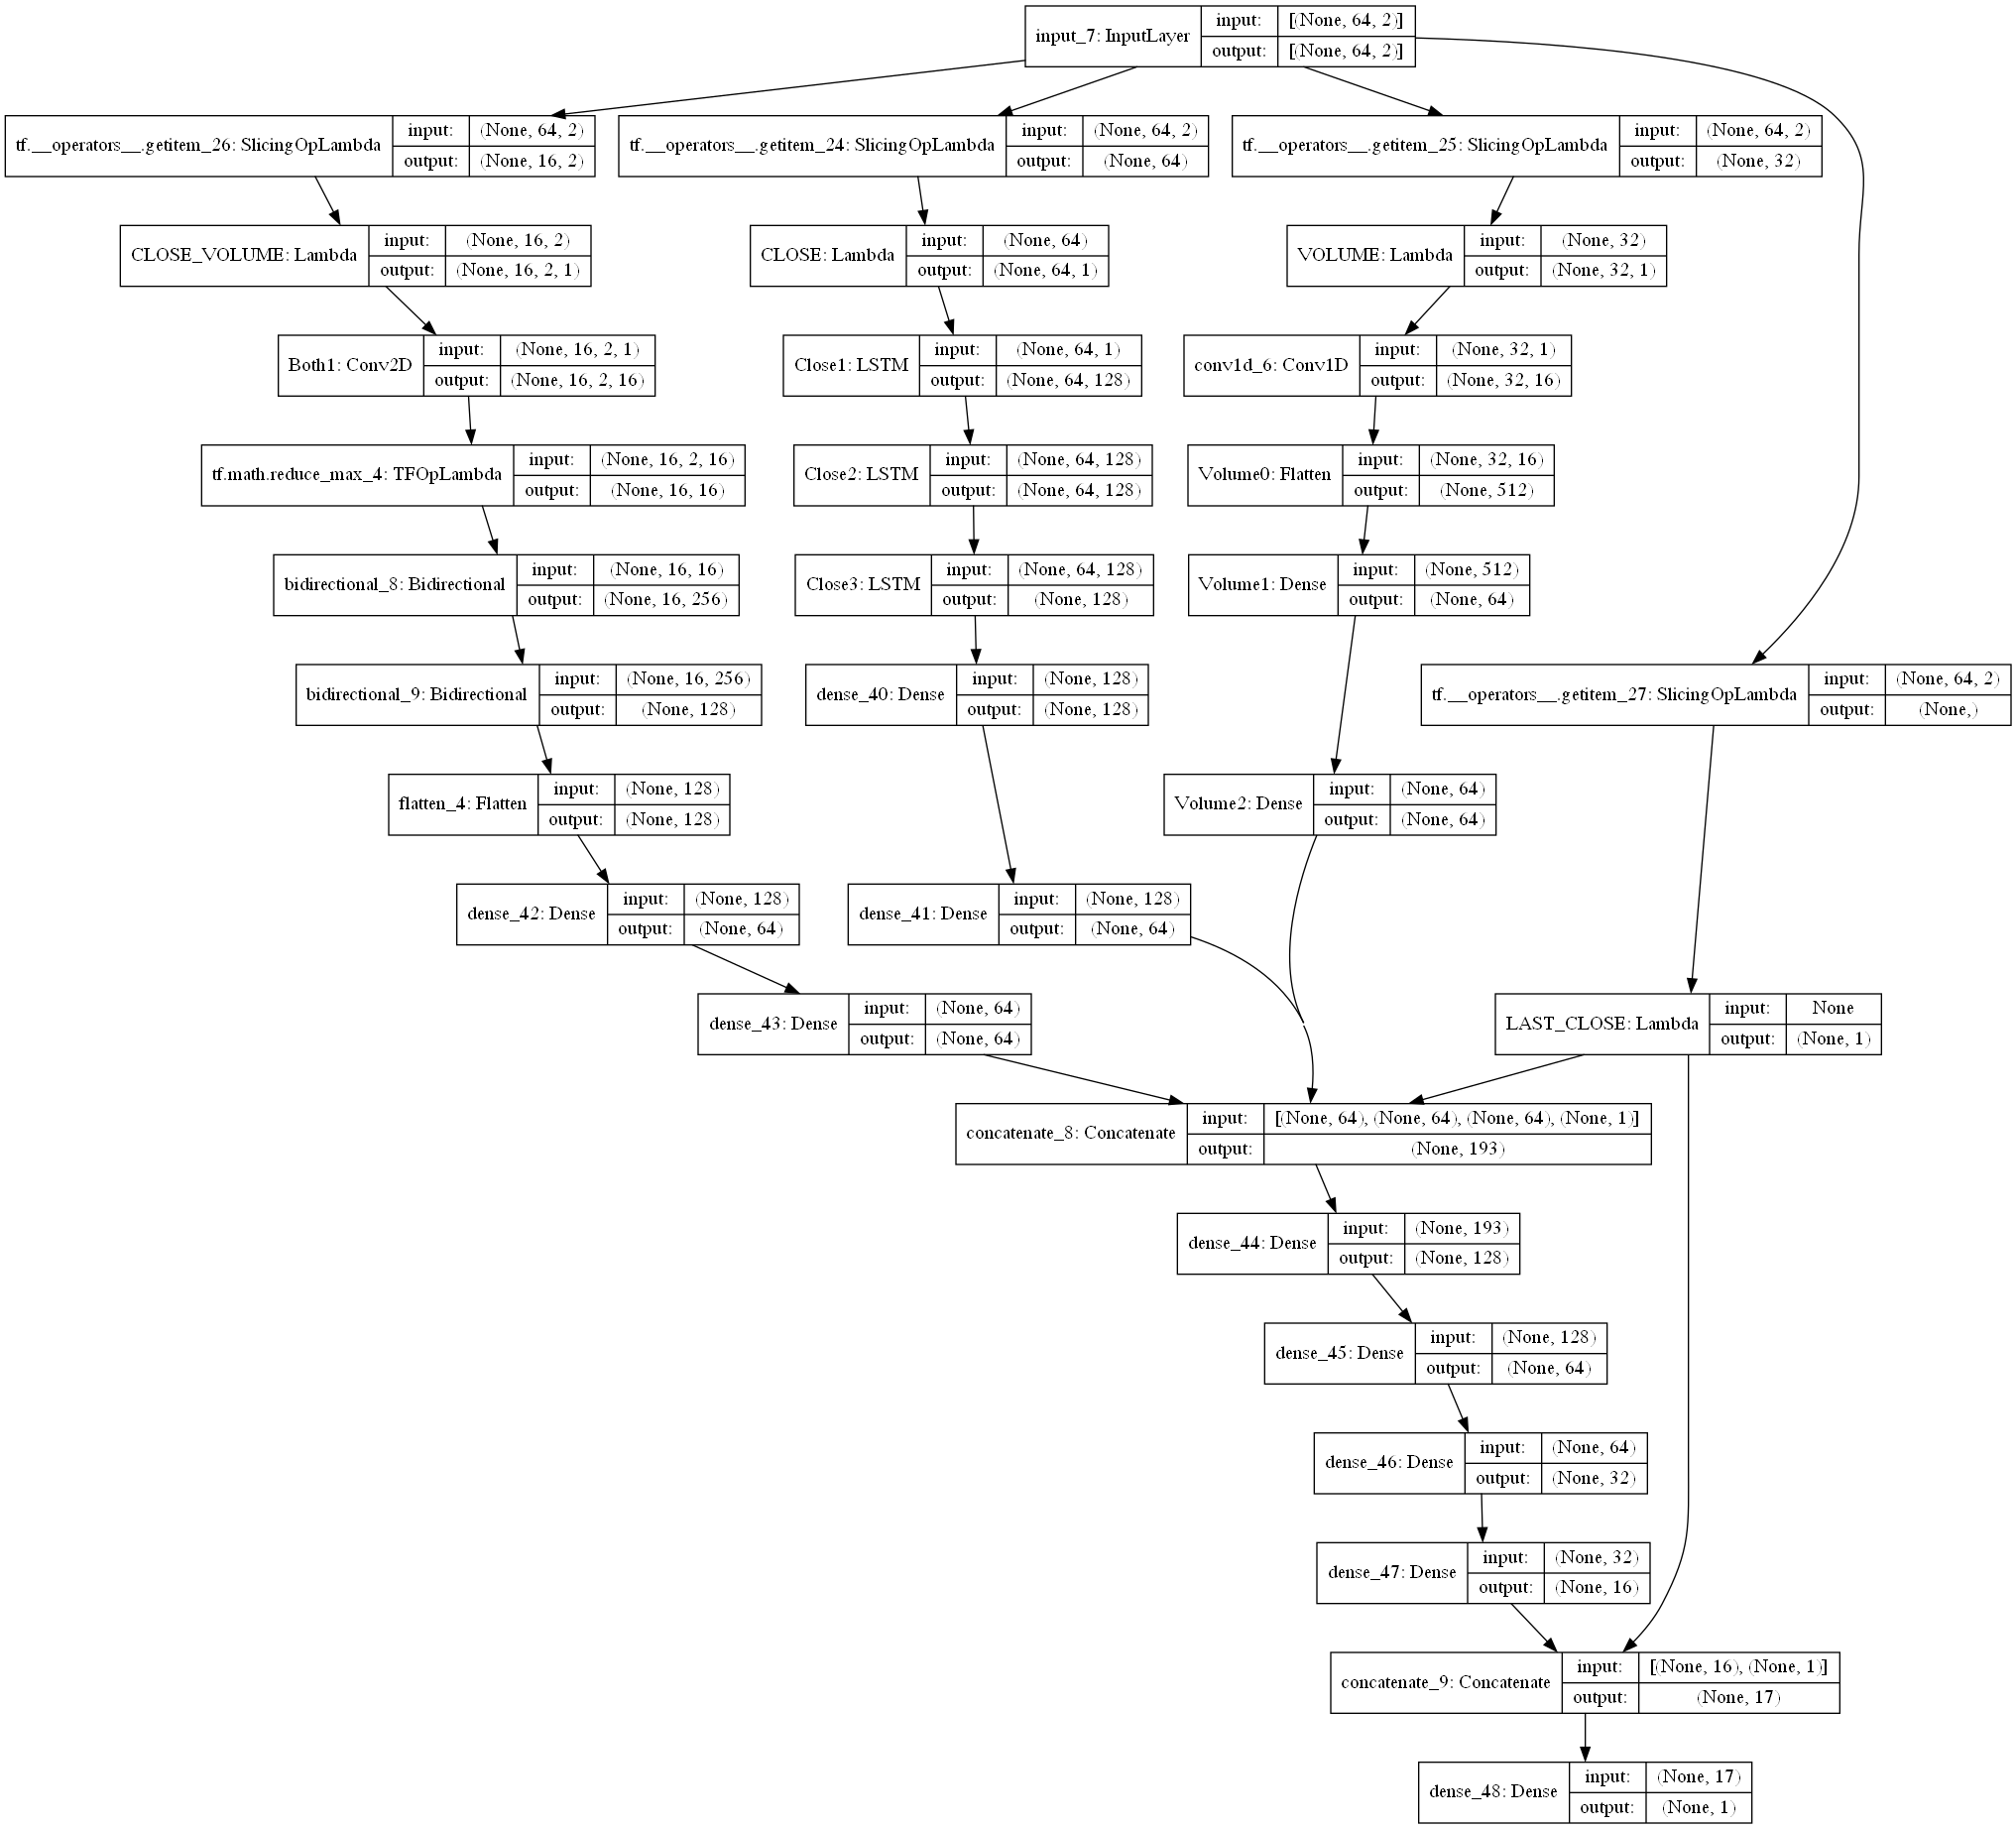 input_7: InputLayer
input: [(None, 64, 2)]
output: [(None, 64, 2)]
tf.__operators__.getitem_26: SlicingOpLambda
input: (None, 64, 2)
output: (None, 16, 2)
tf.__operators__.getitem_24: SlicingOpLambda
input: (None, 64, 2)
output: (None, 64)
tf.__operators__.getitem_25: SlicingOpLambda
input: (None, 64, 2)
output: (None, 32)
CLOSE_VOLUME: Lambda
input: (None, 16, 2)
output: (None, 16, 2, 1)
CLOSE: Lambda
input: (None, 64)
output: (None, 64, 1)
VOLUME: Lambda
input: (None, 32)
output: (None, 32, 1)
Both1: Conv2D
input: (None, 16, 2, 1)
output: (None, 16, 2, 16)
Close1: LSTM
input: (None, 64, 1)
output: (None, 64, 128)
conv1d_6: Conv1D
input: (None, 32, 1)
output: (None, 32, 16)
tf.math.reduce_max_4: TFOpLambda
input: (None, 16, 2, 16)
output: (None, 16, 16)
Close2: LSTM
input: (None, 64, 128)
output: (None, 64, 128)
Volume0: Flatten
input: (None, 32, 16)
output: (None, 512)
bidirectional_8: Bidirectional
input: (None, 16, 16)
output: (None, 16, 256)
Close3: LSTM
input: (None, 64, 128)
output: (None, 128)
Volume1: Dense
input: (None, 512)
output: (None, 64)
bidirectional_9: Bidirectional
input: (None, 16, 256)
output: (None, 128)
dense_40: Dense
input: (None, 128)
output: (None, 128)
tf.__operators__.getitem_27: SlicingOpLambda
input: (None, 64, 2)
output: (None,)
flatten_4: Flatten
input: (None, 128)
output: (None, 128)
Volume2: Dense
input: (None, 64)
output: (None, 64)
dense_42: Dense
input: (None, 128)
output: (None, 64)
dense_41: Dense
input: (None, 128)
output: (None, 64)
dense_43: Dense
input: (None, 64)
output: (None, 64)
LAST_CLOSE: Lambda
input: None
output: (None, 1)
concatenate_8: Concatenate
input: [(None, 64), (None, 64), (None, 64), (None, 1)]
output: (None, 193)
dense_44: Dense
input: (None, 193)
output: (None, 128)
dense_45: Dense
input: (None, 128)
output: (None, 64)
dense_46: Dense
input: (None, 64)
output: (None, 32)
dense_47: Dense
input: (None, 32)
output: (None, 16)
concatenate_9: Concatenate
input: [(None, 16), (None, 1)]
output: (None, 17)
dense_48: Dense
input: (None, 17)
output: (None, 1)